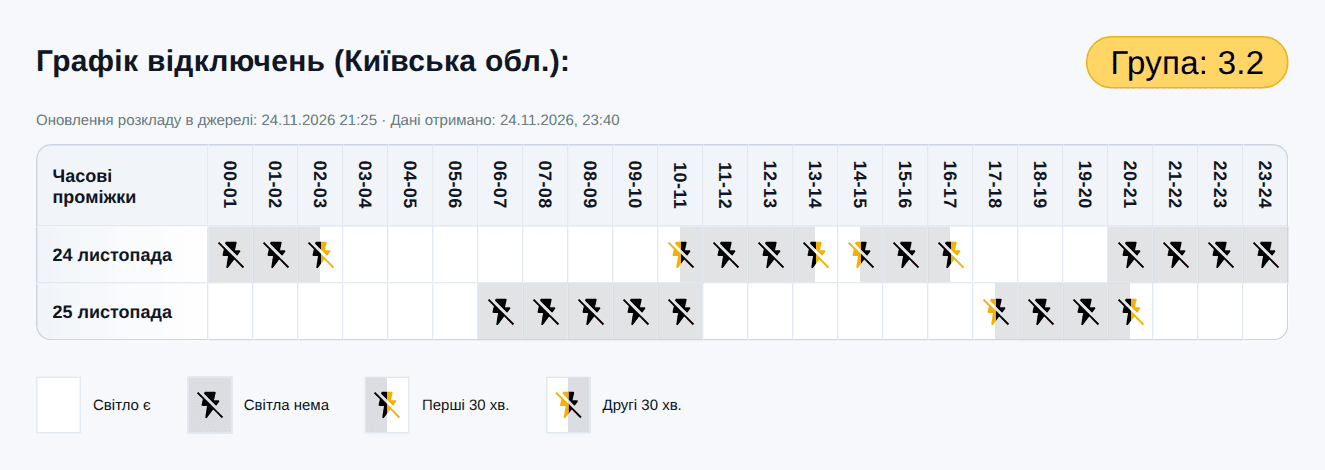 Графік відключень (Київська обл.):
Група: 3.2
Оновлення розкладу в джерелі: 24.11.2026 21:25 · Дані отримано: 24.11.2026, 23:40
Часові
проміжки
00-01
01-02
02-03
03-04
04-05
05-06
06-07
07-08
08-09
09-10
10-11
11-12
12-13
13-14
14-15
15-16
16-17
17-18
18-19
19-20
20-21
21-22
22-23
23-24
24 листопада
25 листопада
Світло є
Світла нема
Перші 30 хв.
Другі 30 хв.